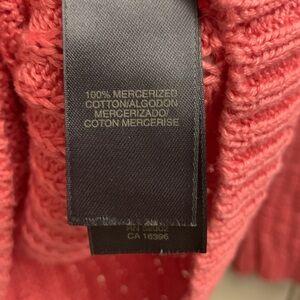 100% MERCERIZED
COTTON/ALGODON
MERCERIZADO/
COTON MERCERISE
CA 16396